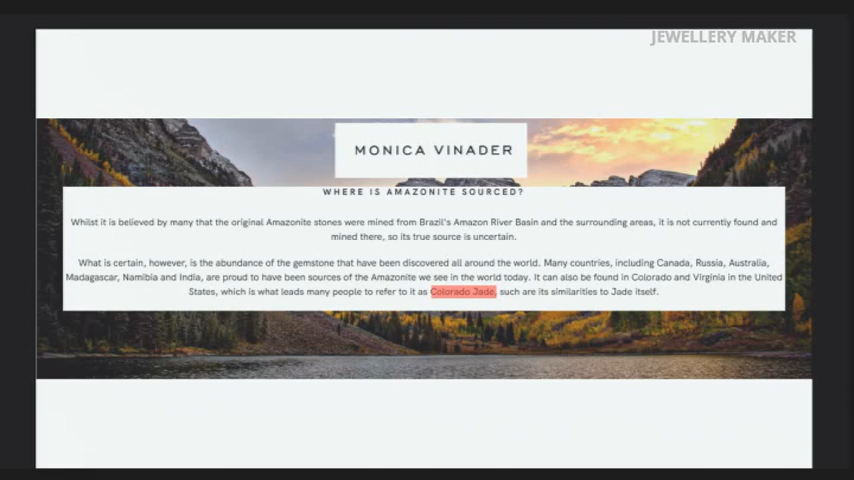 JEWELLERY MAKER
MONICA VINADER
WHERE IS AMAZONITE SOURCED?
Whilst it is believed by many that the original Amazonite stones were mined from Brazil's Amazon River Basin and the surrounding areas, it is not currently found and
mined there, so its true source is uncertain.
What is certain, however, is the abundance of the gemstone that have been discovered all around the world. Many countries, including Canada, Russia, Australia,
Madagascar, Namibia and India, are proud to have been sources of the Amazonite we see in the world today. It can also be found in Colorado and Virginia in the United
States, which is what leads many people to refer to it as Colorado Jade, such are its similarities to Jade itself.